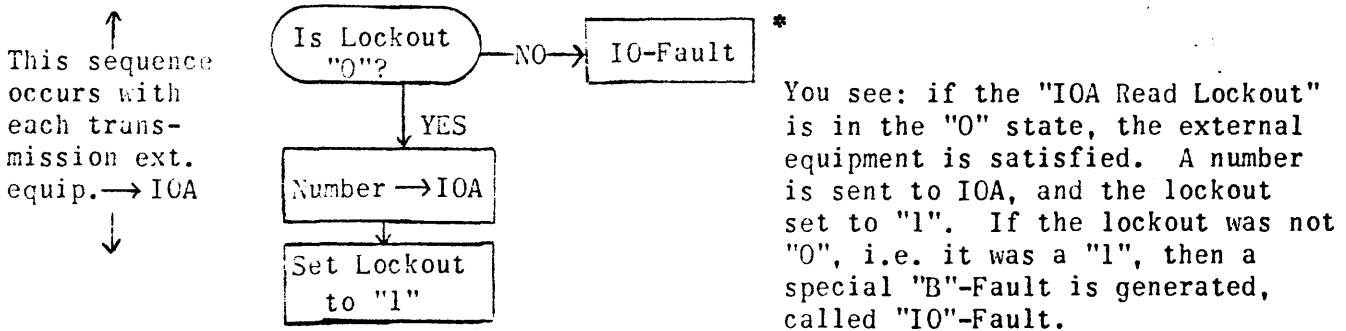 This sequence
occurs with
each trans-
mission ext.
equip.→ IOA
Is Lockout
"0"?
NO
IO-Fault
*
YES
Number →IOA
Set Lockout
to "1"
You see: if the "IOA Read Lockout"
is in the "0" state, the external
equipment is satisfied. A number
is sent to IOA, and the lockout
set to "1". If the lockout was not
"0", i.e. it was a "1", then a
special "B"-Fault is generated,
called "IO"-Fault.